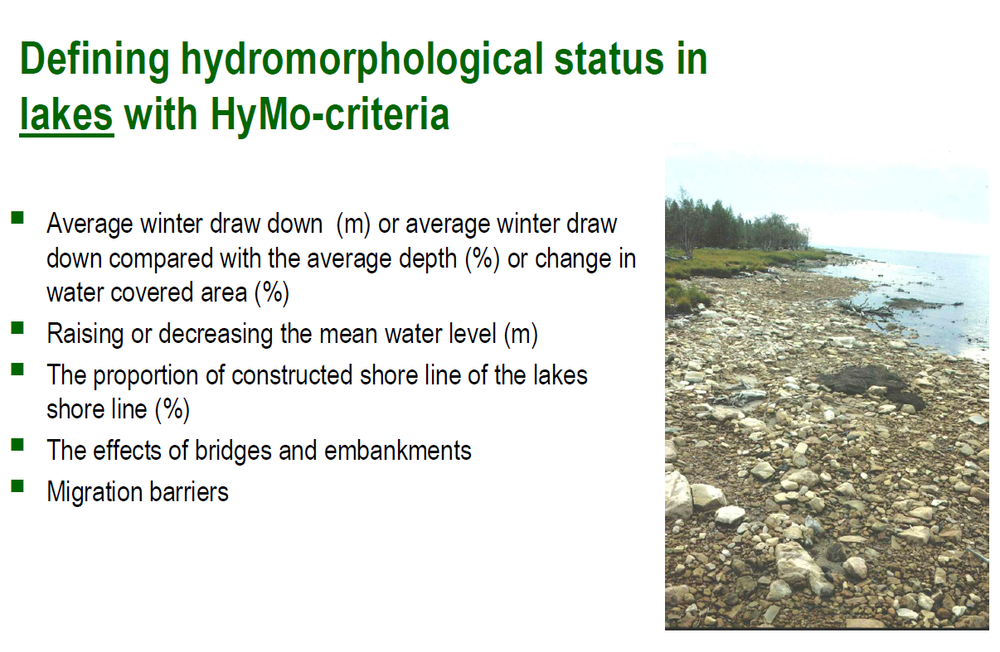 Defining hydromorphological status in
lakes with HyMo-criteria
Average winter draw down (m) or average winter draw
down compared with the average depth (%) or change in
water covered area (%)
Raising or decreasing the mean water level (m)
The proportion of constructed shore line of the lakes
shore line (%)
The effects of bridges and embankments
Migration barriers